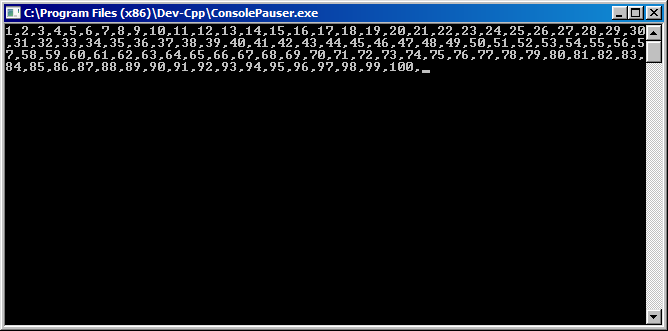 C:\Program Files (x86)\Dev-Cpp\ConsolePauser.exe
1,2,3,4,5,6,7,8,9,10,11,12,13,14,15,16,17,18,19,20,21,22,23,24,25,26,27,28,29,30
,31,32,33,34,35,36,37,38,39,40,41,42,43,44,45,46,47,48,49,50,51,52,53,54,55,56,5
7,58,59,60,61,62,63,64,65,66,67,68,69,70,71,72,73,74,75,76,77,78,79,80,81,82,83,
84,85,86,87,88,89,90,91,92,93,94,95,96,97,98,99,100,